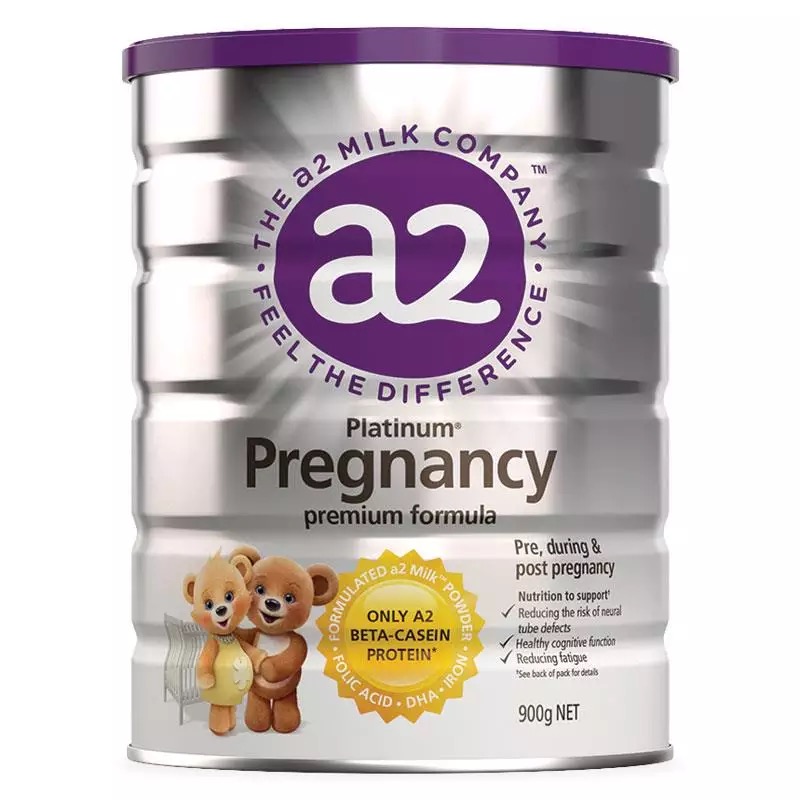 THE a2 MILK COMPANY ™
a2
• FEEL THE DIFFERENCE •
Platinum®
Pregnancy
premium formula
Pre, during &
post pregnancy
Nutrition to support†
✓ Reducing the risk of neural
tube defects
✓ Healthy cognitive function
✓ Reducing fatigue
†See back of pack for details
FORMULATED a2 Milk™ POWDER
ONLY A2
BETA-CASEIN
PROTEIN*
• FOLIC ACID • DHA • IRON •
900g NET